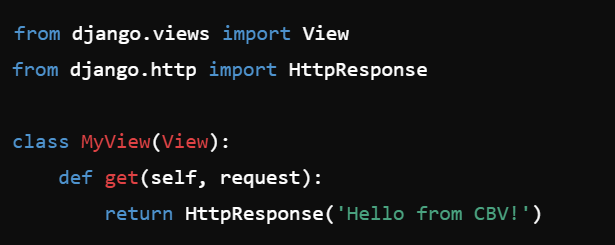 from django.views import View
from django.http import HttpResponse
class MyView(View):
def get(self, request):
return HttpResponse('Hello from CBV!')